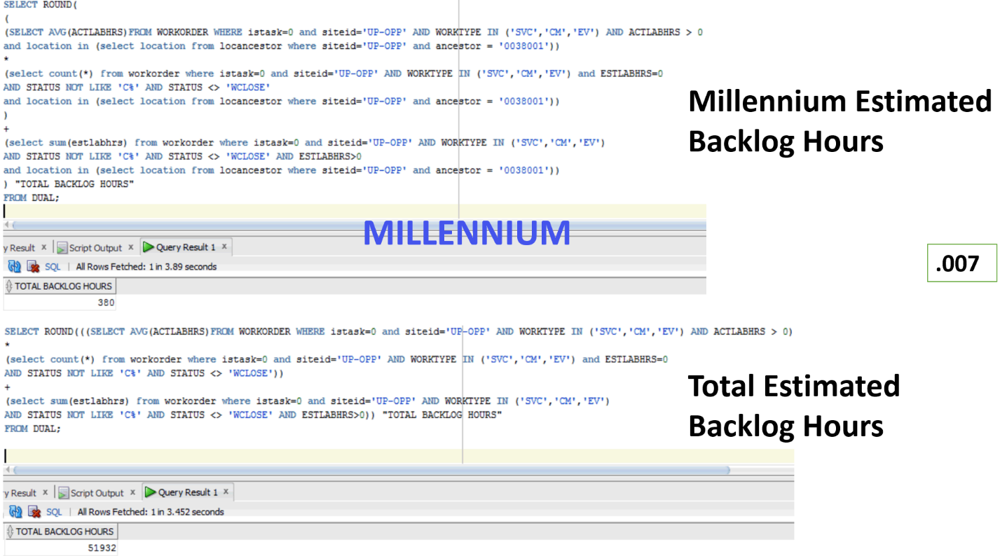 SELECT ROUND(
(
(SELECT AVG(ACTLABHRS)FROM WORKORDER WHERE istask=0 and siteid='UP-OPP' AND WORKTYPE IN ('SVC','CM','EV') AND ACTLABHRS > 0
and location in (select location from locancestor where siteid='UP-OPP' and ancestor = '0038001'))
*
(select count(*) from workorder where istask=0 and siteid='UP-OPP' AND WORKTYPE IN ('SVC','CM','EV') and ESTLABHRS=0
AND STATUS NOT LIKE 'C%' AND STATUS <> 'WCLOSE'
and location in (select location from locancestor where siteid='UP-OPP' and ancestor = '0038001'))
)
+
(select sum(estlabhrs) from workorder where istask=0 and siteid='UP-OPP' AND WORKTYPE IN ('SVC','CM','EV')
AND STATUS NOT LIKE 'C%' AND STATUS <> 'WCLOSE' AND ESTLABHRS>0
and location in (select location from locancestor where siteid='UP-OPP' and ancestor = '0038001'))
) "TOTAL BACKLOG HOURS"
FROM DUAL;
Millennium Estimated
Backlog Hours
MILLENNIUM
y Result x Script Output x Query Result 1 x
SQL | All Rows Fetched: 1 in 3.89 seconds
TOTAL BACKLOG HOURS
380
.007
SELECT ROUND(((SELECT AVG(ACTLABHRS)FROM WORKORDER WHERE istask=0 and siteid='UP-OPP' AND WORKTYPE IN ('SVC','CM','EV') AND ACTLABHRS > 0)
*
(select count(*) from workorder where istask=0 and siteid='UP-OPP' AND WORKTYPE IN ('SVC','CM','EV') and ESTLABHRS=0
AND STATUS NOT LIKE 'C%' AND STATUS <> 'WCLOSE'))
+
(select sum(estlabhrs) from workorder where istask=0 and siteid='UP-OPP' AND WORKTYPE IN ('SVC','CM','EV')
AND STATUS NOT LIKE 'C%' AND STATUS <> 'WCLOSE' AND ESTLABHRS>0)) "TOTAL BACKLOG HOURS"
FROM DUAL;
Total Estimated
Backlog Hours
y Result x Script Output x Query Result 1 x
SQL | All Rows Fetched: 1 in 3.452 seconds
TOTAL BACKLOG HOURS
51932